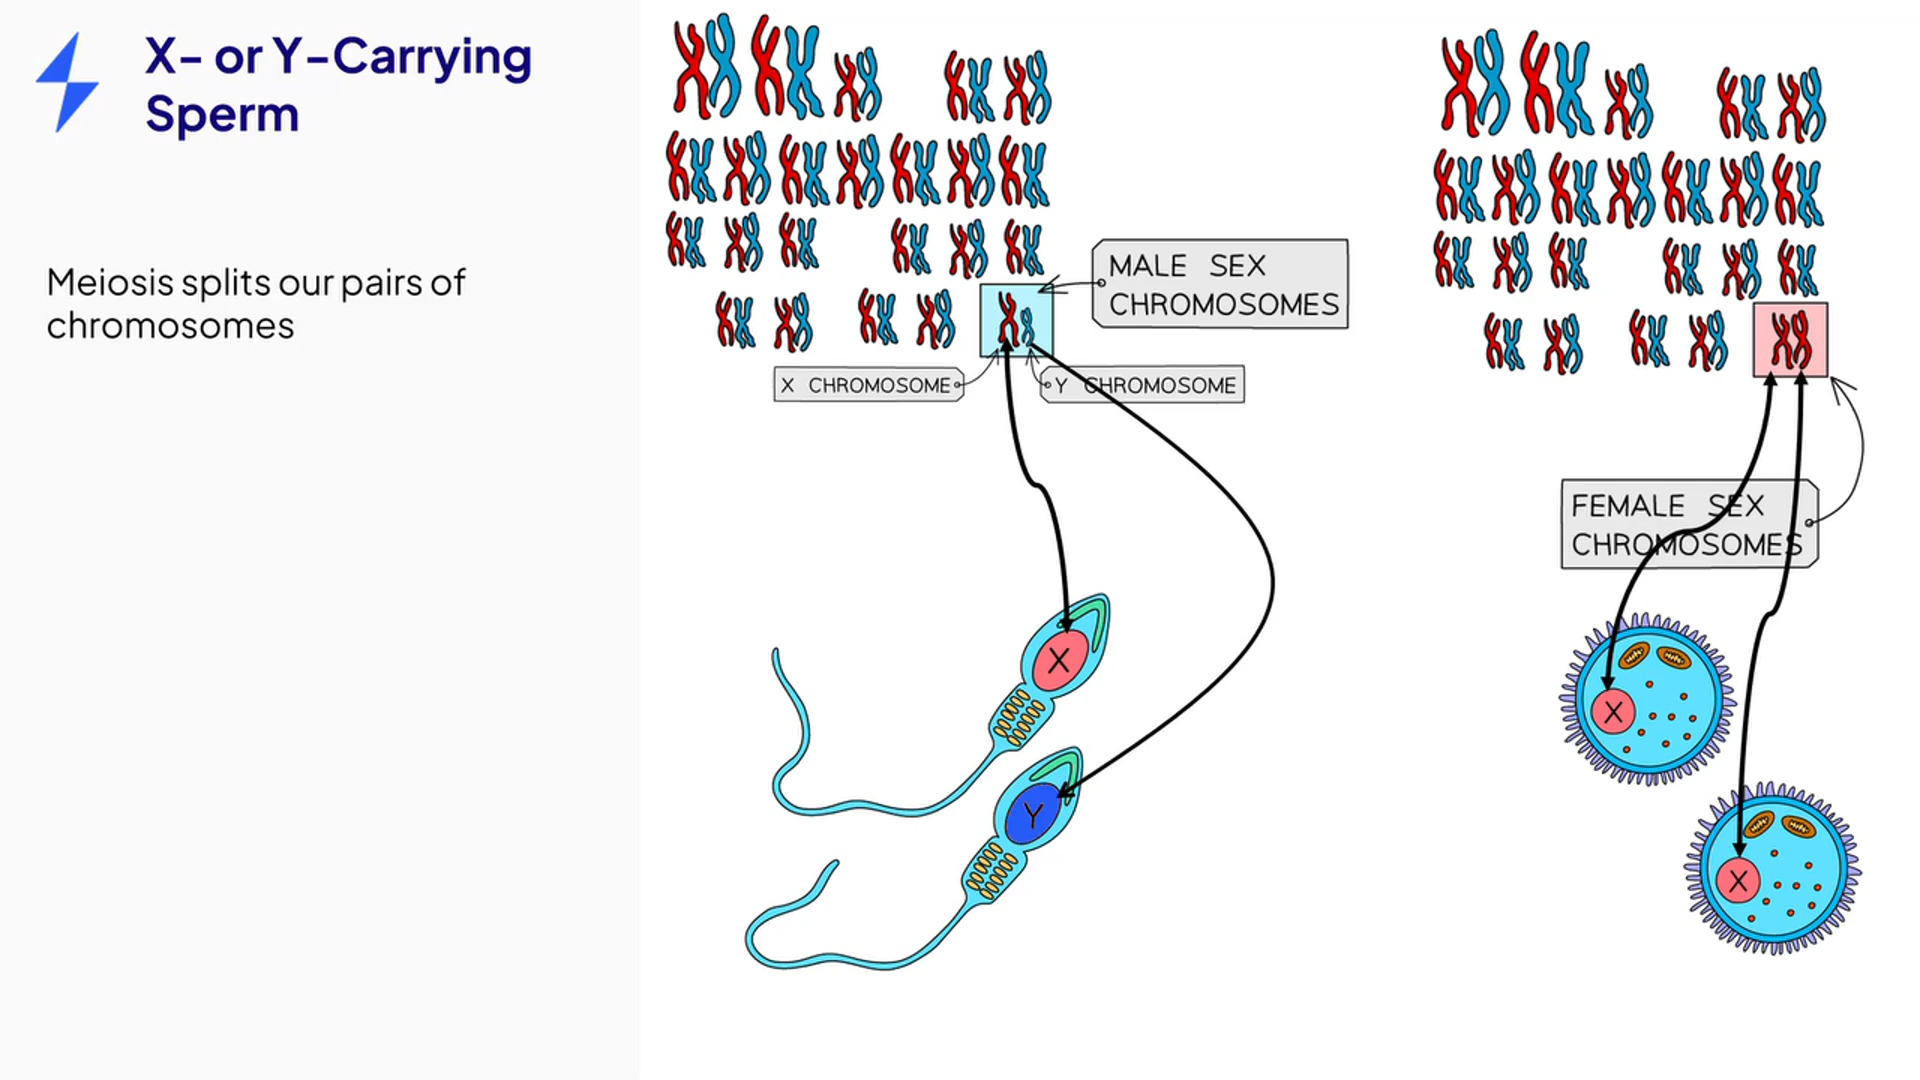 X- or Y-Carrying
Sperm
Meiosis splits our pairs of
chromosomes
MALE SEX
CHROMOSOMES
X CHROMOSOME
Y CHROMOSOME
FEMALE SEX
CHROMOSOMES
X
Y
X
X